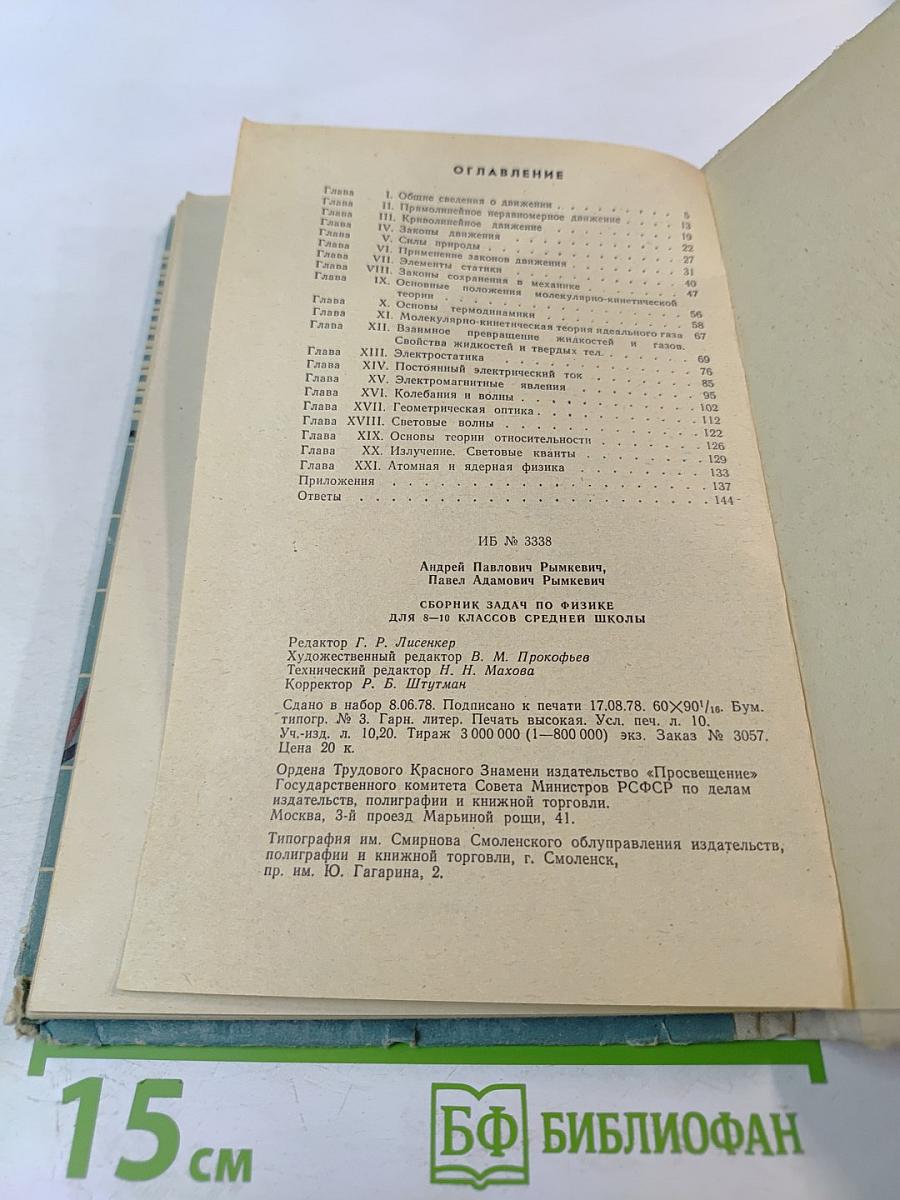 ОГЛАВЛЕНИЕ
Глава I. Общие сведения о движении . . . . . . . . 5
Глава II. Прямолинейное неравномерное движение . . . . 13
Глава III. Криволинейное движение . . . . . . . . 19
Глава IV. Законы движения . . . . . . . . 22
Глава V. Силы природы . . . . . . . . 27
Глава VI. Применение законов движения . . . . . . . 31
Глава VII. Элементы статики . . . . . . . . 40
Глава VIII. Законы сохранения в механике . . . . . . 47
Глава IX. Основные положения молекулярно-кинетической
теории . . . . . . . . 56
Глава X. Основы термодинамики . . . . . . . . 58
Глава XI. Молекулярно-кинетическая теория идеального газа 67
Глава XII. Взаимное превращение жидкостей и газов.
Свойства жидкостей и твердых тел. . . . . . . 69
Глава XIII. Электростатика . . . . . . . . 76
Глава XIV. Постоянный электрический ток . . . . . . 85
Глава XV. Электромагнитные явления . . . . . . . 95
Глава XVI. Колебания и волны . . . . . . . . 102
Глава XVII. Геометрическая оптика . . . . . . . . 112
Глава XVIII. Световые волны . . . . . . . . 122
Глава XIX. Основы теории относительности . . . . . . 126
Глава XX. Излучение. Световые кванты . . . . . . . 129
Глава XXI. Атомная и ядерная физика . . . . . . . 133
Приложения . . . . . . . . 137
Ответы . . . . . . . . 144
ИБ № 3338
Андрей Павлович Рымкевич,
Павел Адамович Рымкевич
СБОРНИК ЗАДАЧ ПО ФИЗИКЕ
ДЛЯ 8—10 КЛАССОВ СРЕДНЕЙ ШКОЛЫ
Редактор Г. Р. Лисенкер
Художественный редактор В. М. Прокофьев
Технический редактор Н. Н. Махова
Корректор Р. Б. Штутман
Сдано в набор 8.06.78. Подписано к печати 17.08.78. 60×90¹/₁₆. Бум.
типогр. № 3. Гарн. литер. Печать высокая. Усл. печ. л. 10.
Уч.-изд. л. 10,20. Тираж 3 000 000 (1—800 000) экз. Заказ № 3057.
Цена 20 к.
Ордена Трудового Красного Знамени издательство «Просвещение»
Государственного комитета Совета Министров РСФСР по делам
издательств, полиграфии и книжной торговли.
Москва, 3-й проезд Марьиной рощи, 41.
Типография им. Смирнова Смоленского облуправления издательств,
полиграфии и книжной торговли, г. Смоленск,
пр. им. Ю. Гагарина, 2.
15 см
БФ БИБЛИОФАН